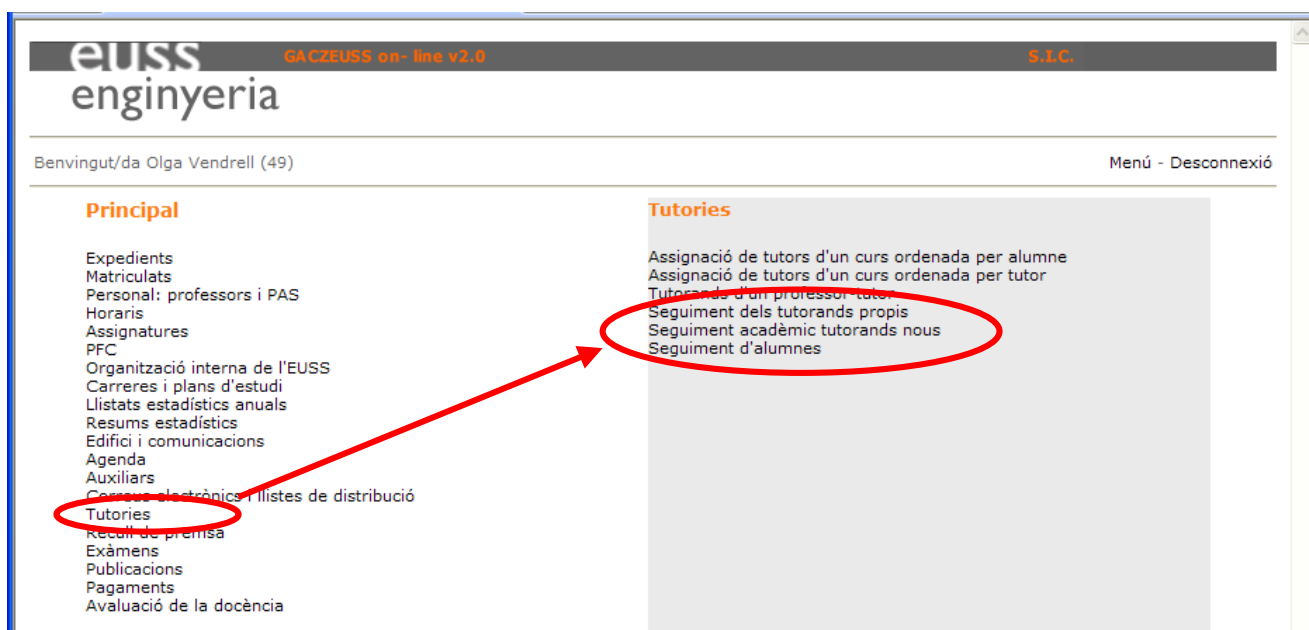 euss
GACZEUSS on- line v2.0 S.I.C.
enginyeria
Benvingut/da Olga Vendrell (49) Menú - Desconnexió
Principal
Expedients
Matriculats
Personal: professors i PAS
Horaris
Assignatures
PFC
Organització interna de l'EUSS
Carreres i plans d'estudi
Llistats estadístics anuals
Resums estadístics
Edifici i comunicacions
Agenda
Auxiliars
Correus electrònics i llistes de distribució
Tutories
Recull de premsa
Exàmens
Publicacions
Pagaments
Avaluació de la docència
Tutories
Assignació de tutors d'un curs ordenada per alumne
Assignació de tutors d'un curs ordenada per tutor
Tutorands d'un professor-tutor
Seguiment dels tutorands propis
Seguiment acadèmic tutorands nous
Seguiment d'alumnes